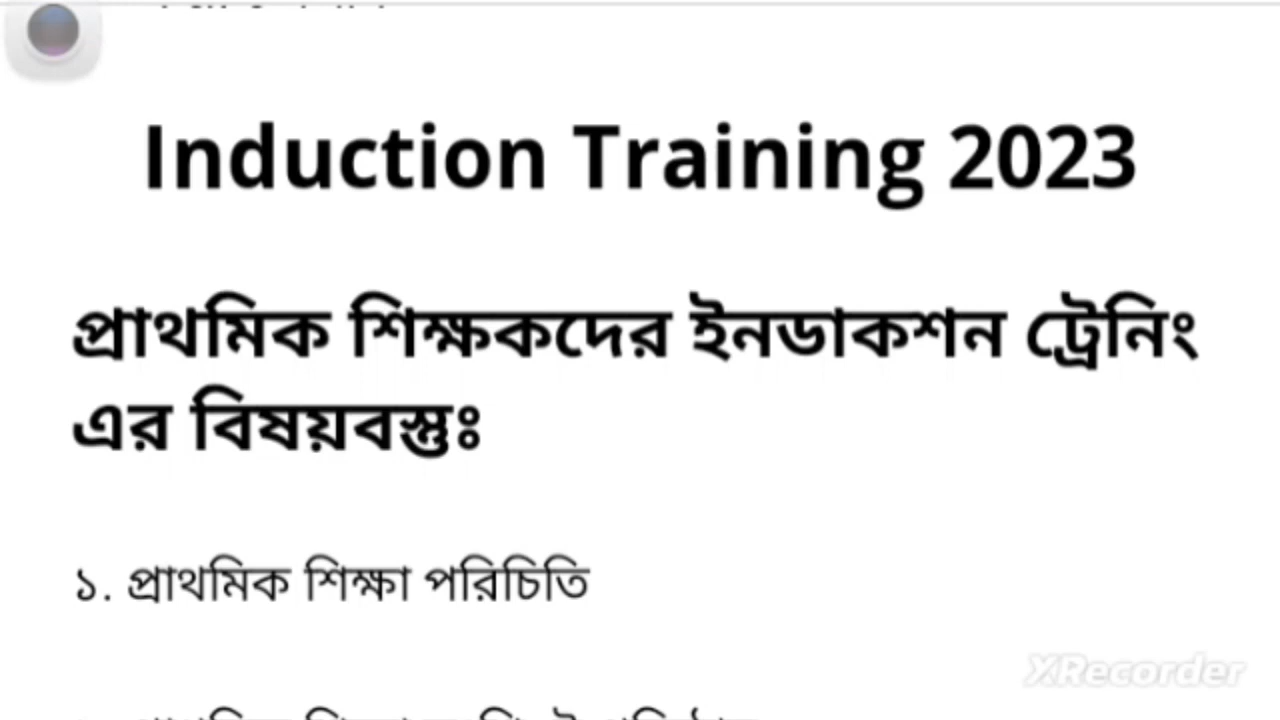 Induction Training 2023
প্রাথমিক শিক্ষকদের ইনডাকশন ট্রেনিং
এর বিষয়বস্তুঃ
১. প্রাথমিক শিক্ষা পরিচিতি
XRecorder